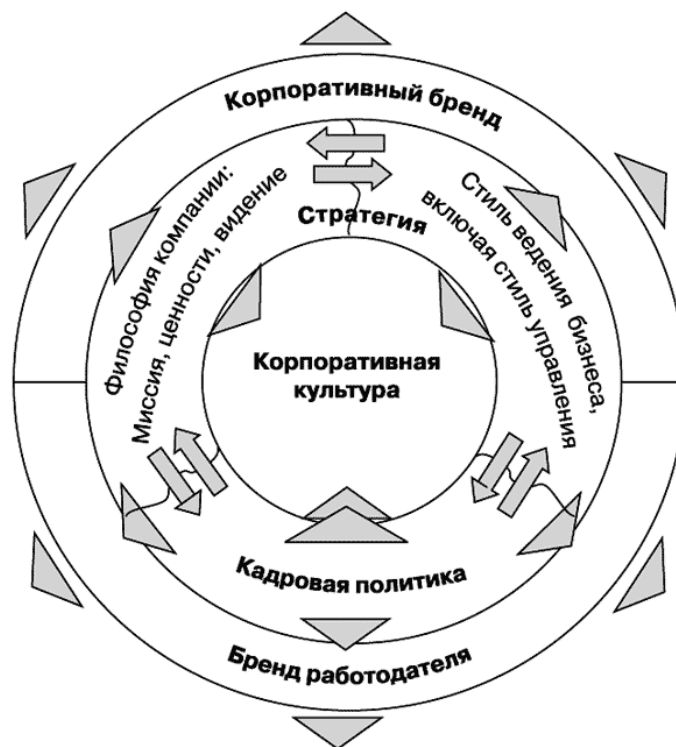 Корпоративный бренд
Философия компании:
Миссия, ценности, видение
Стратегия
Стиль ведения бизнеса,
включая стиль управления
Корпоративная
культура
Кадровая политика
Бренд работодателя